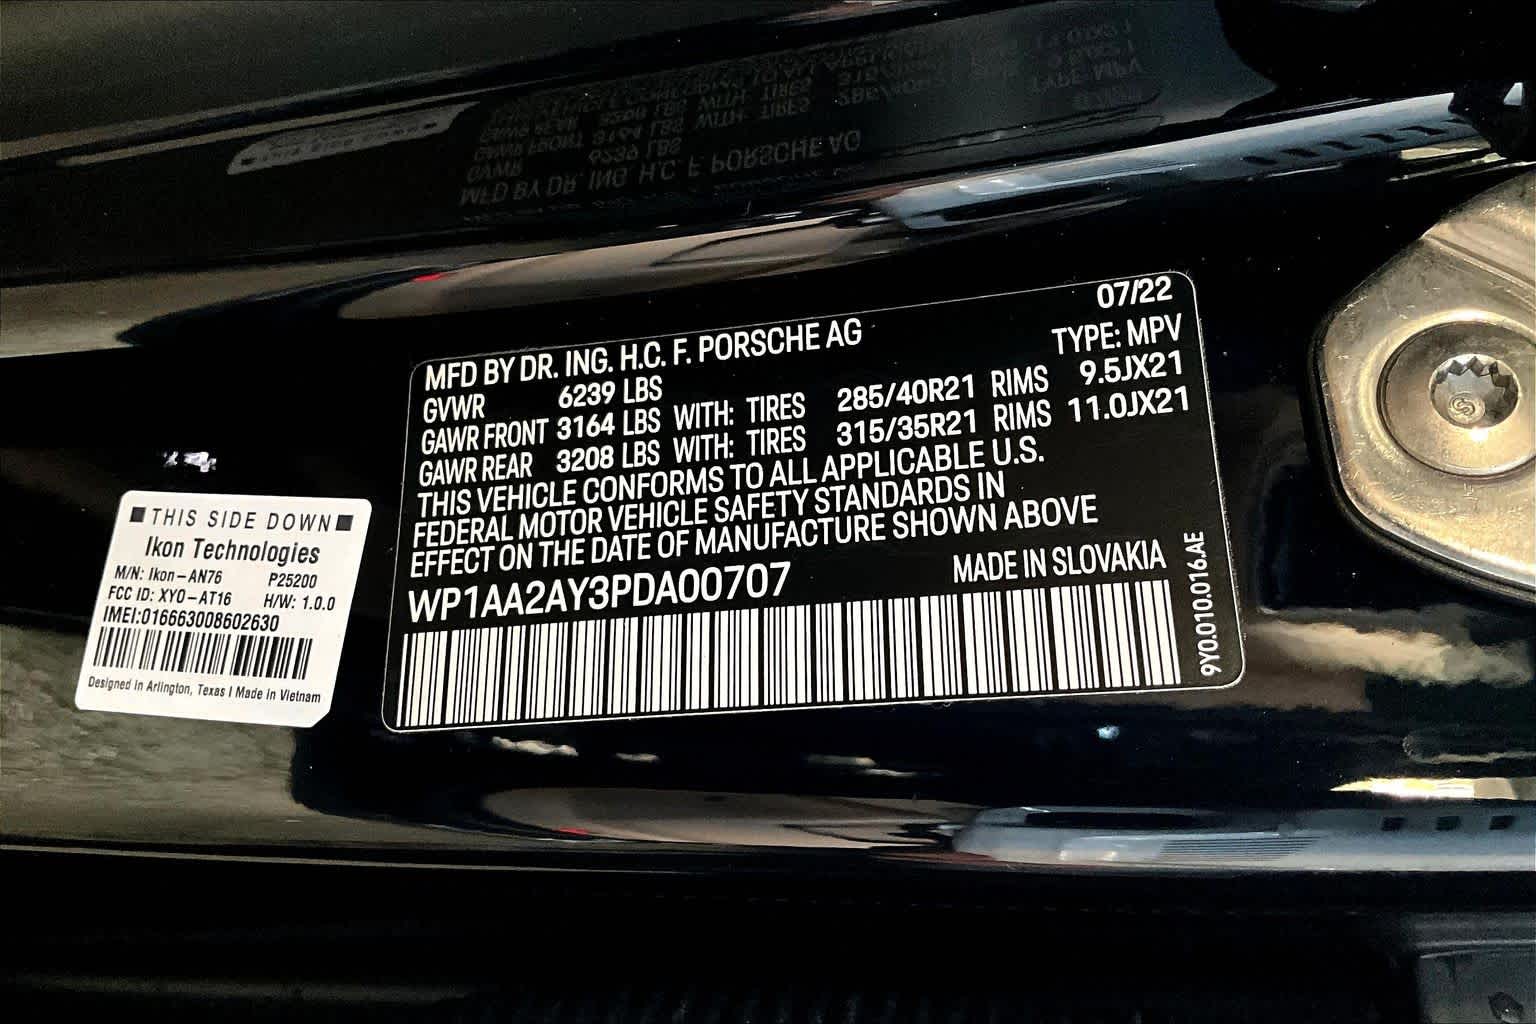 07/22
MFD BY DR. ING. H.C. F. PORSCHE AG
TYPE: MPV
GVWR 6239 LBS
GAWR FRONT 3164 LBS WITH: TIRES 285/40R21 RIMS 9.5JX21
GAWR REAR 3208 LBS WITH: TIRES 315/35R21 RIMS 11.0JX21
THIS VEHICLE CONFORMS TO ALL APPLICABLE U.S.
FEDERAL MOTOR VEHICLE SAFETY STANDARDS IN
EFFECT ON THE DATE OF MANUFACTURE SHOWN ABOVE
WP1AA2AY3PDA00707 MADE IN SLOVAKIA
9Y0.010.016.AE
THIS SIDE DOWN
Ikon Technologies
M/N: Ikon-AN76 P25200
FCC ID: XYO-AT16 H/W: 1.0.0
IMEI:016663008602630
Designed in Arlington, Texas I Made in Vietnam